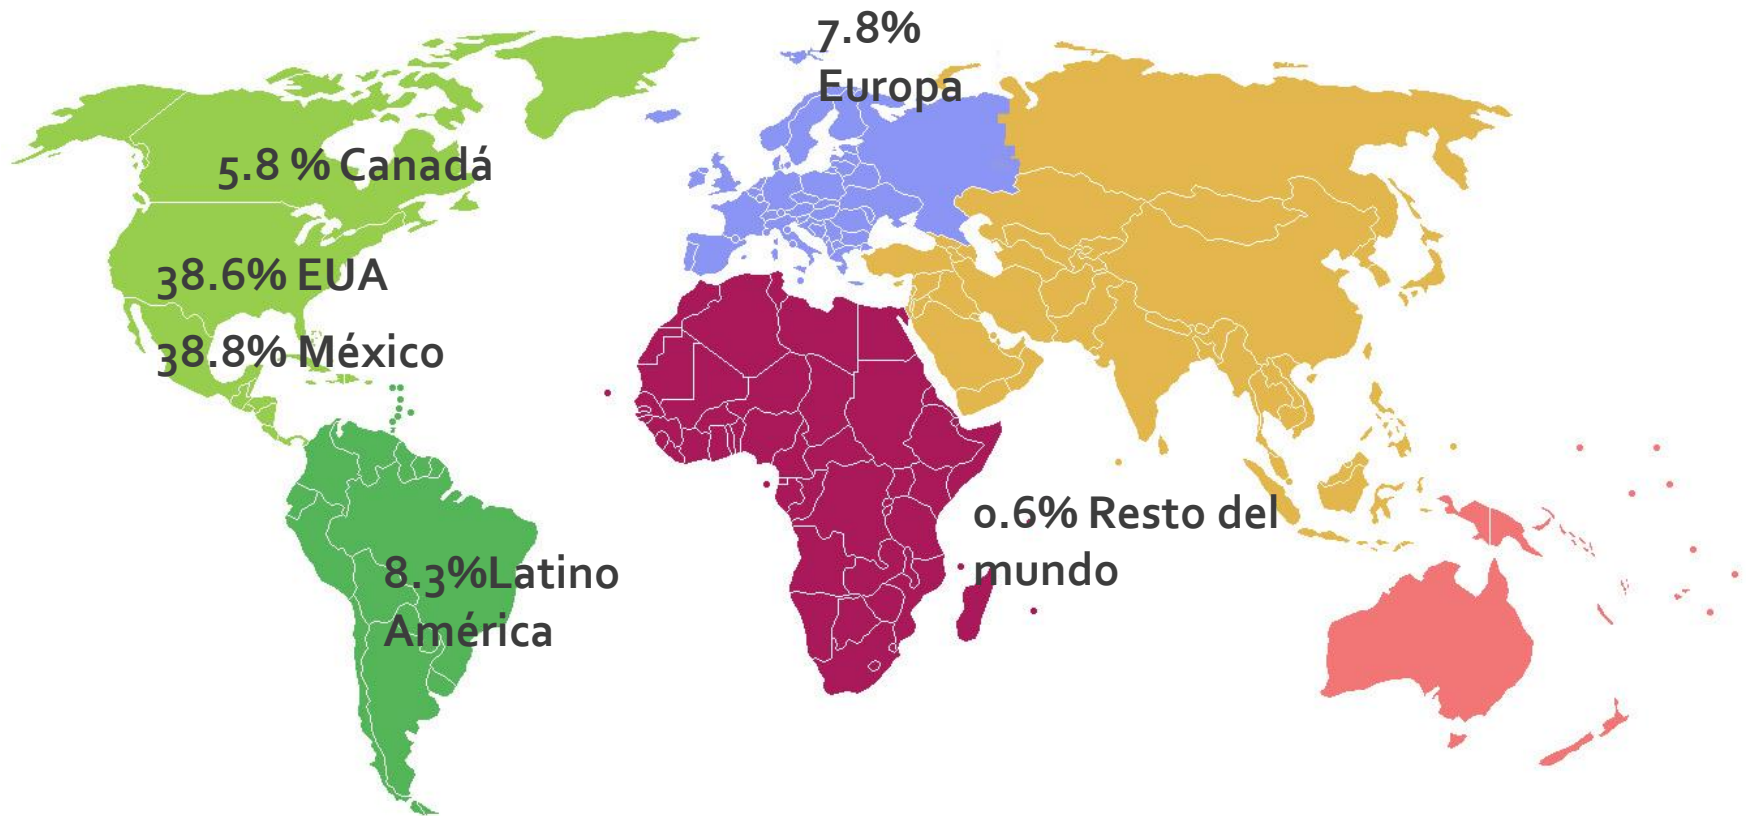 7.8%
Europa
5.8 % Canadá
38.6% EUA
38.8% México
0.6% Resto del
mundo
8.3%Latino
América